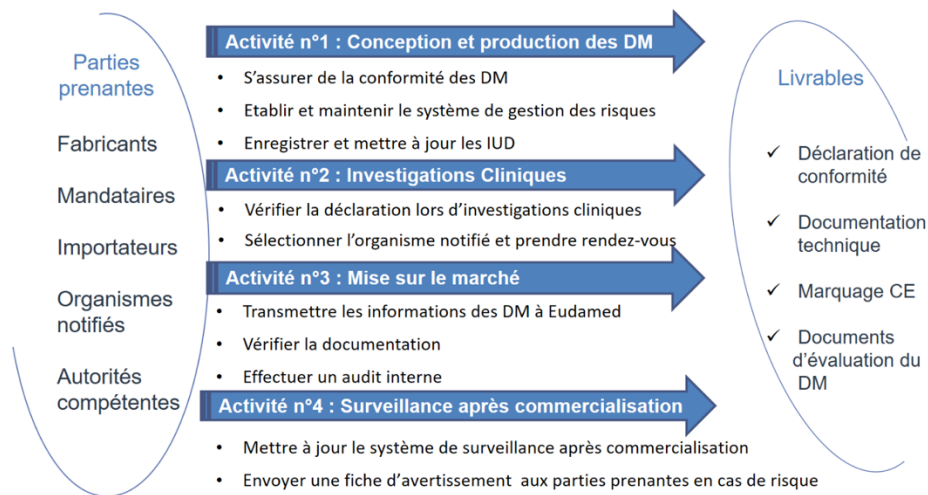 Parties
prenantes
Fabricants
Mandataires
Importateurs
Organismes
notifiés
Autorités
compétentes
Activité n°1 : Conception et production des DM
• S’assurer de la conformité des DM
• Etablir et maintenir le système de gestion des risques
• Enregistrer et mettre à jour les IUD
Activité n°2 : Investigations Cliniques
• Vérifier la déclaration lors d’investigations cliniques
• Sélectionner l’organisme notifié et prendre rendez-vous
Activité n°3 : Mise sur le marché
• Transmettre les informations des DM à Eudamed
• Vérifier la documentation
• Effectuer un audit interne
Activité n°4 : Surveillance après commercialisation
• Mettre à jour le système de surveillance après commercialisation
• Envoyer une fiche d’avertissement aux parties prenantes en cas de risque
Livrables
✓ Déclaration de
conformité
✓ Documentation
technique
✓ Marquage CE
✓ Documents
d’évaluation du
DM